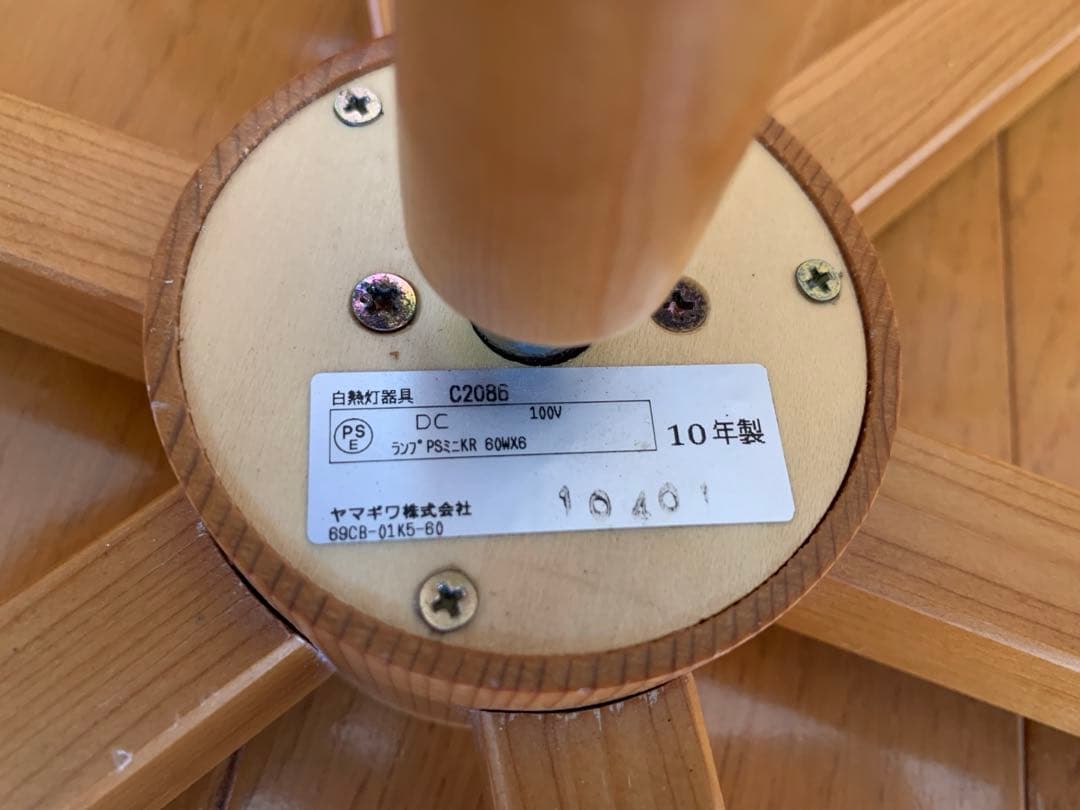 白熱灯器具 C2086
PS E DC 100V
ランプPSミニKR 60WX6
10年製
ヤマギワ株式会社 10401
69CB-01K5-60